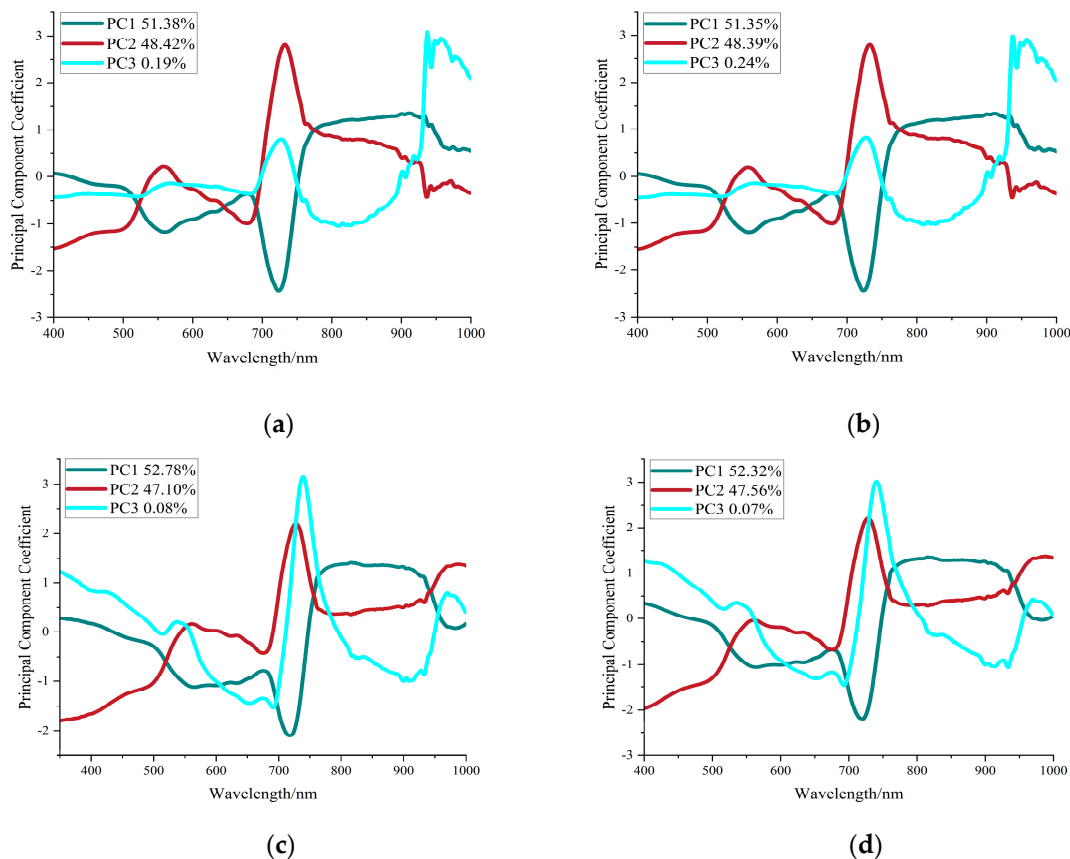 PC1 51.38%
PC2 48.42%
PC3 0.19%
Principal Component Coefficient
3
2
1
0
-1
-2
-3
400 500 600 700 800 900 1000
Wavelength/nm
(a)
PC1 51.35%
PC2 48.39%
PC3 0.24%
Principal Component Coefficient
3
2
1
0
-1
-2
-3
400 500 600 700 800 900 1000
Wavelength/nm
(b)
PC1 52.78%
PC2 47.10%
PC3 0.08%
Principal Component Coefficient
3
2
1
0
-1
-2
400 500 600 700 800 900 1000
Wavelength/nm
(c)
PC1 52.32%
PC2 47.56%
PC3 0.07%
Principal Component Coefficient
3
2
1
0
-1
-2
-3
400 500 600 700 800 900 1000
Wavelength/nm
(d)